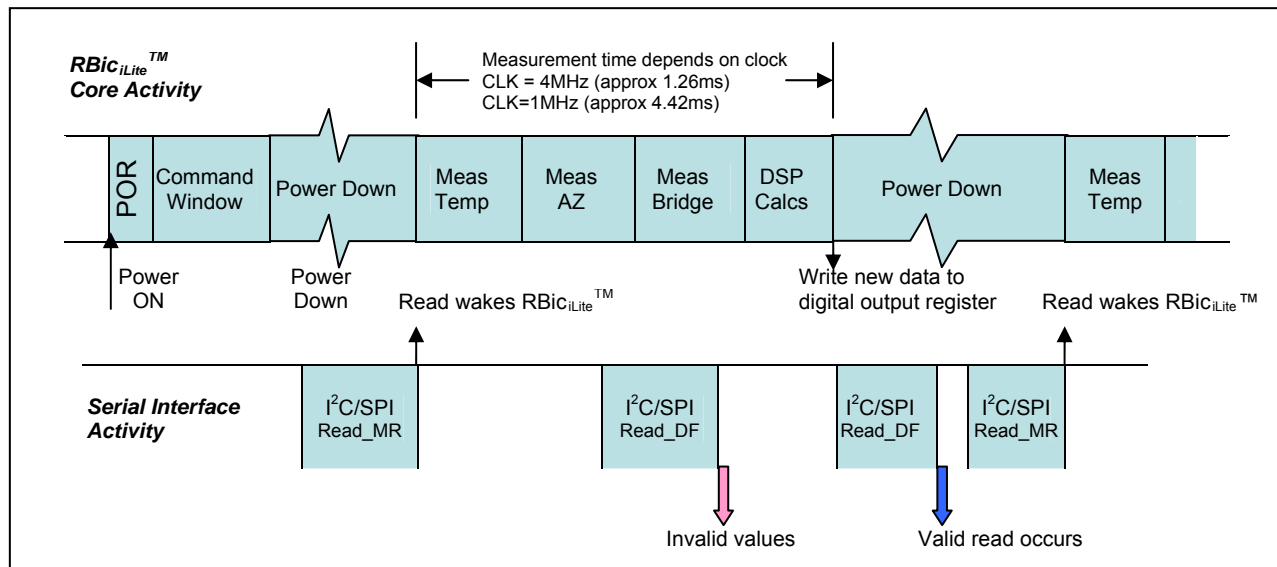 RBiciLite™
Core Activity
Measurement time depends on clock
CLK = 4MHz (approx 1.26ms)
CLK=1MHz (approx 4.42ms)
POR
Command
Window
Power Down
Meas
Temp
Meas
AZ
Meas
Bridge
DSP
Calcs
Power Down
Meas
Temp
Power
ON
Power
Down
Write new data to
digital output register
Read wakes RBiciLite™
Read wakes RBiciLite™
Serial Interface
Activity
I²C/SPI
Read_MR
I²C/SPI
Read_DF
I²C/SPI
Read_DF
I²C/SPI
Read_MR
Invalid values
Valid read occurs